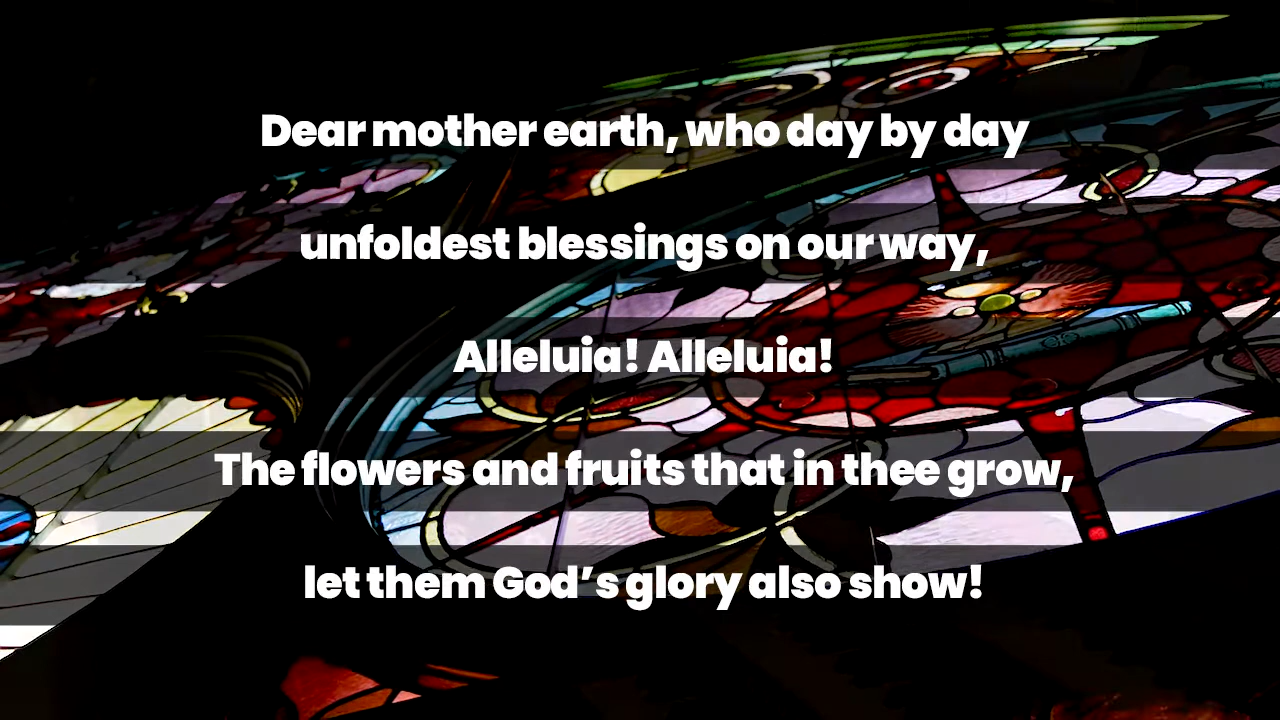 Dear mother earth, who day by day
unfoldest blessings on our way,
Alleluia! Alleluia!
The flowers and fruits that in thee grow,
let them God’s glory also show!